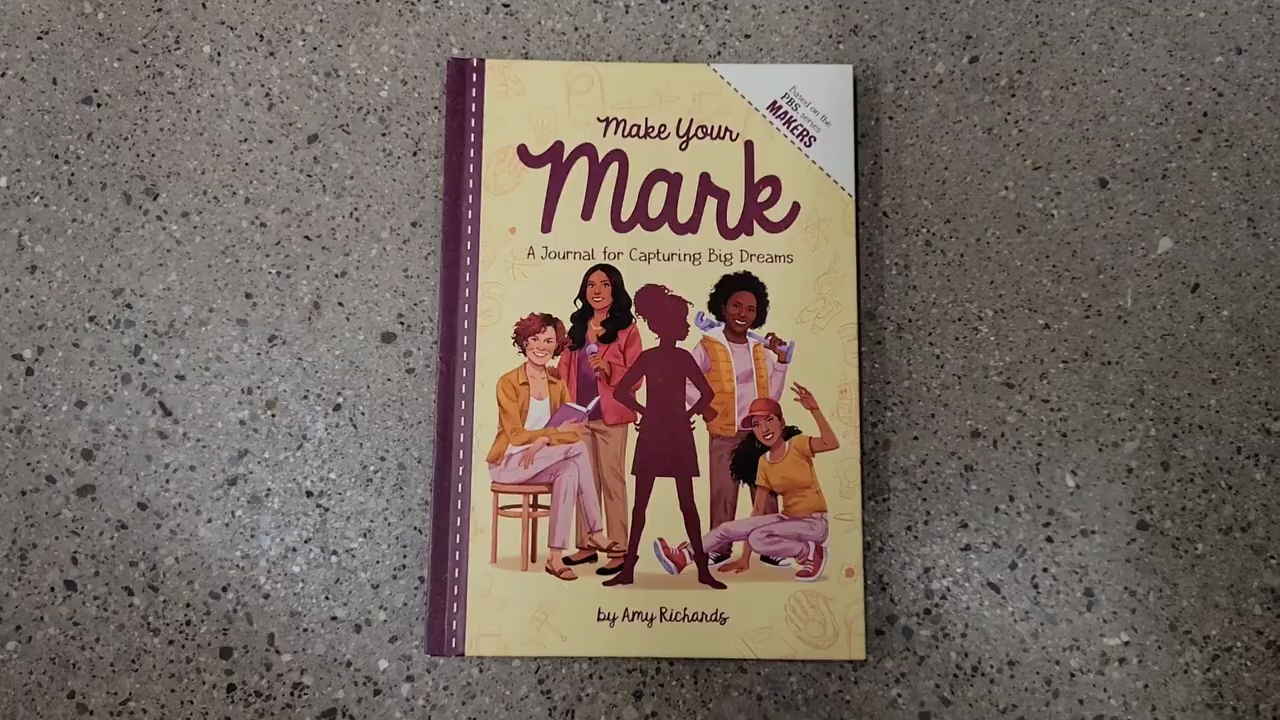 based on the
PBS series
MAKERS
Make Your
Mark
A Journal for Capturing Big Dreams
by Amy Richards